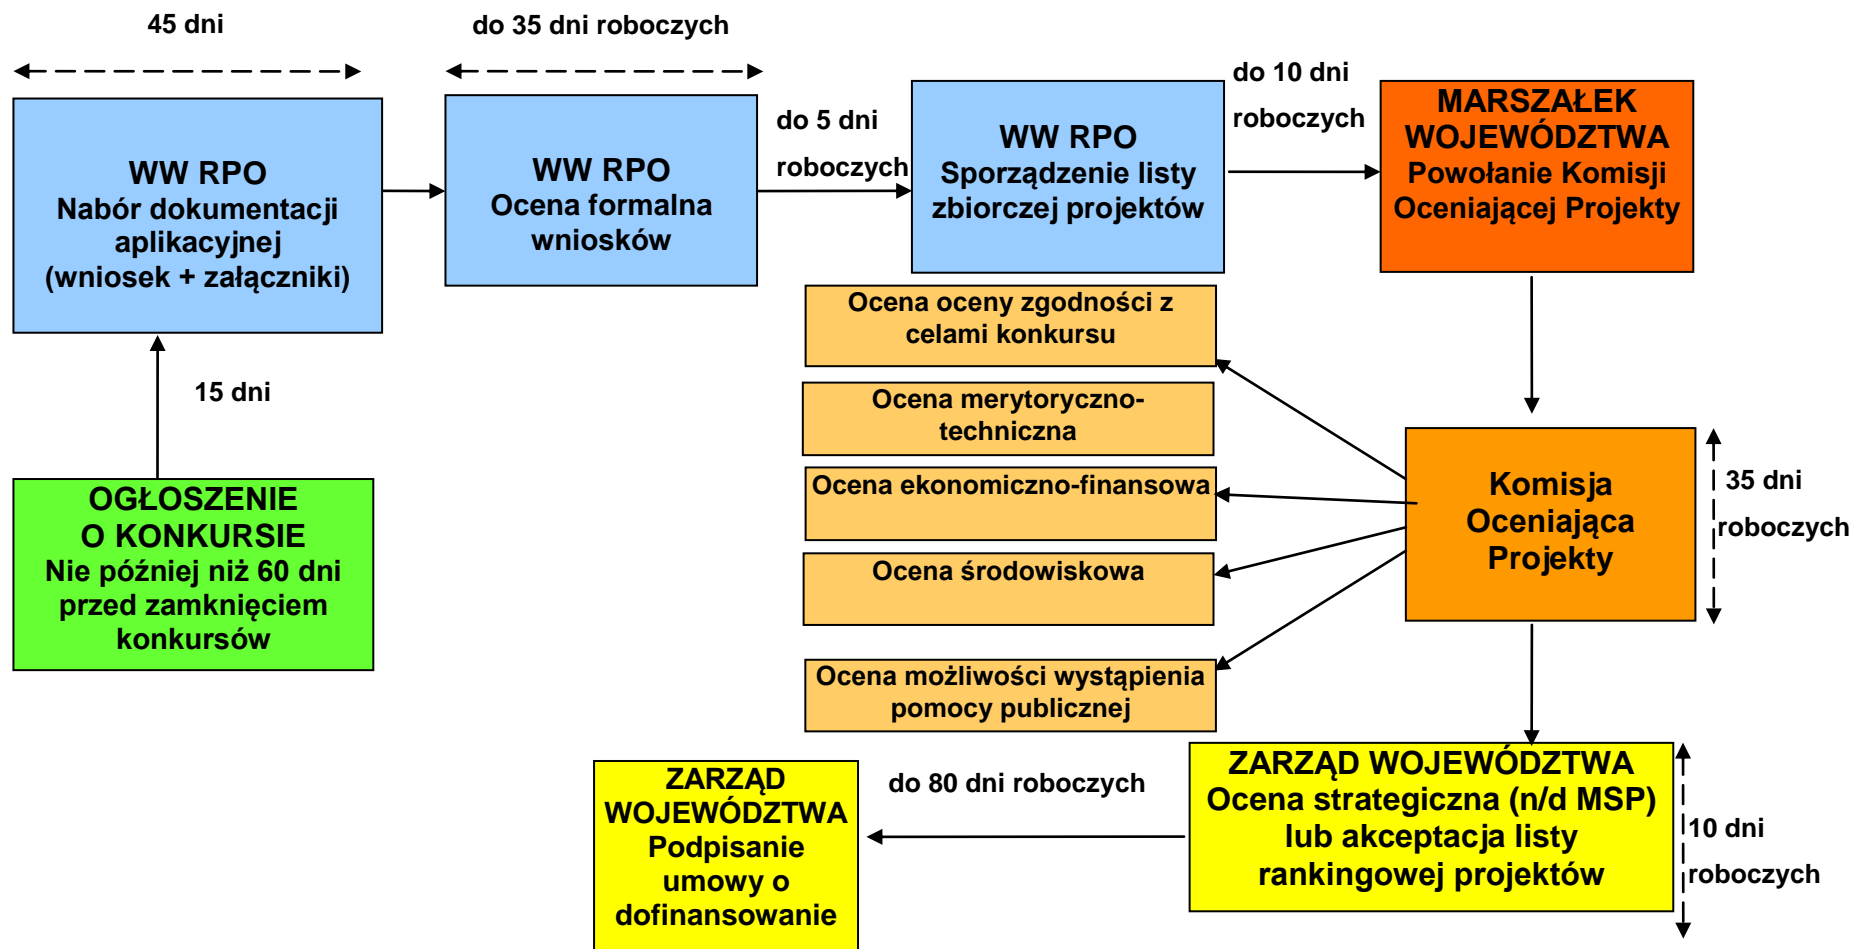 45 dni
do 35 dni roboczych
WW RPO
Nabór dokumentacji
aplikacyjnej
(wniosek + załączniki)
WW RPO
Ocena formalna
wniosków
do 5 dni
roboczych
WW RPO
Sporządzenie listy
zbiorczej projektów
do 10 dni
roboczych
MARSZAŁEK
WOJEWÓDZTWA
Powołanie Komisji
Oceniającej Projekty
15 dni
OGŁOSZENIE
O KONKURSIE
Nie później niż 60 dni
przed zamknięciem
konkursów
Ocena oceny zgodności z
celami konkursu
Ocena merytoryczno-
techniczna
Ocena ekonomiczno-finansowa
Ocena środowiskowa
Ocena możliwości wystąpienia
pomocy publicznej
Komisja
Oceniająca
Projekty
35 dni
roboczych
ZARZĄD WOJEWÓDZTWA
Ocena strategiczna (n/d MSP)
lub akceptacja listy
rankingowej projektów
10 dni
roboczych
do 80 dni roboczych
ZARZĄD
WOJEWÓDZTWA
Podpisanie
umowy o
dofinansowanie